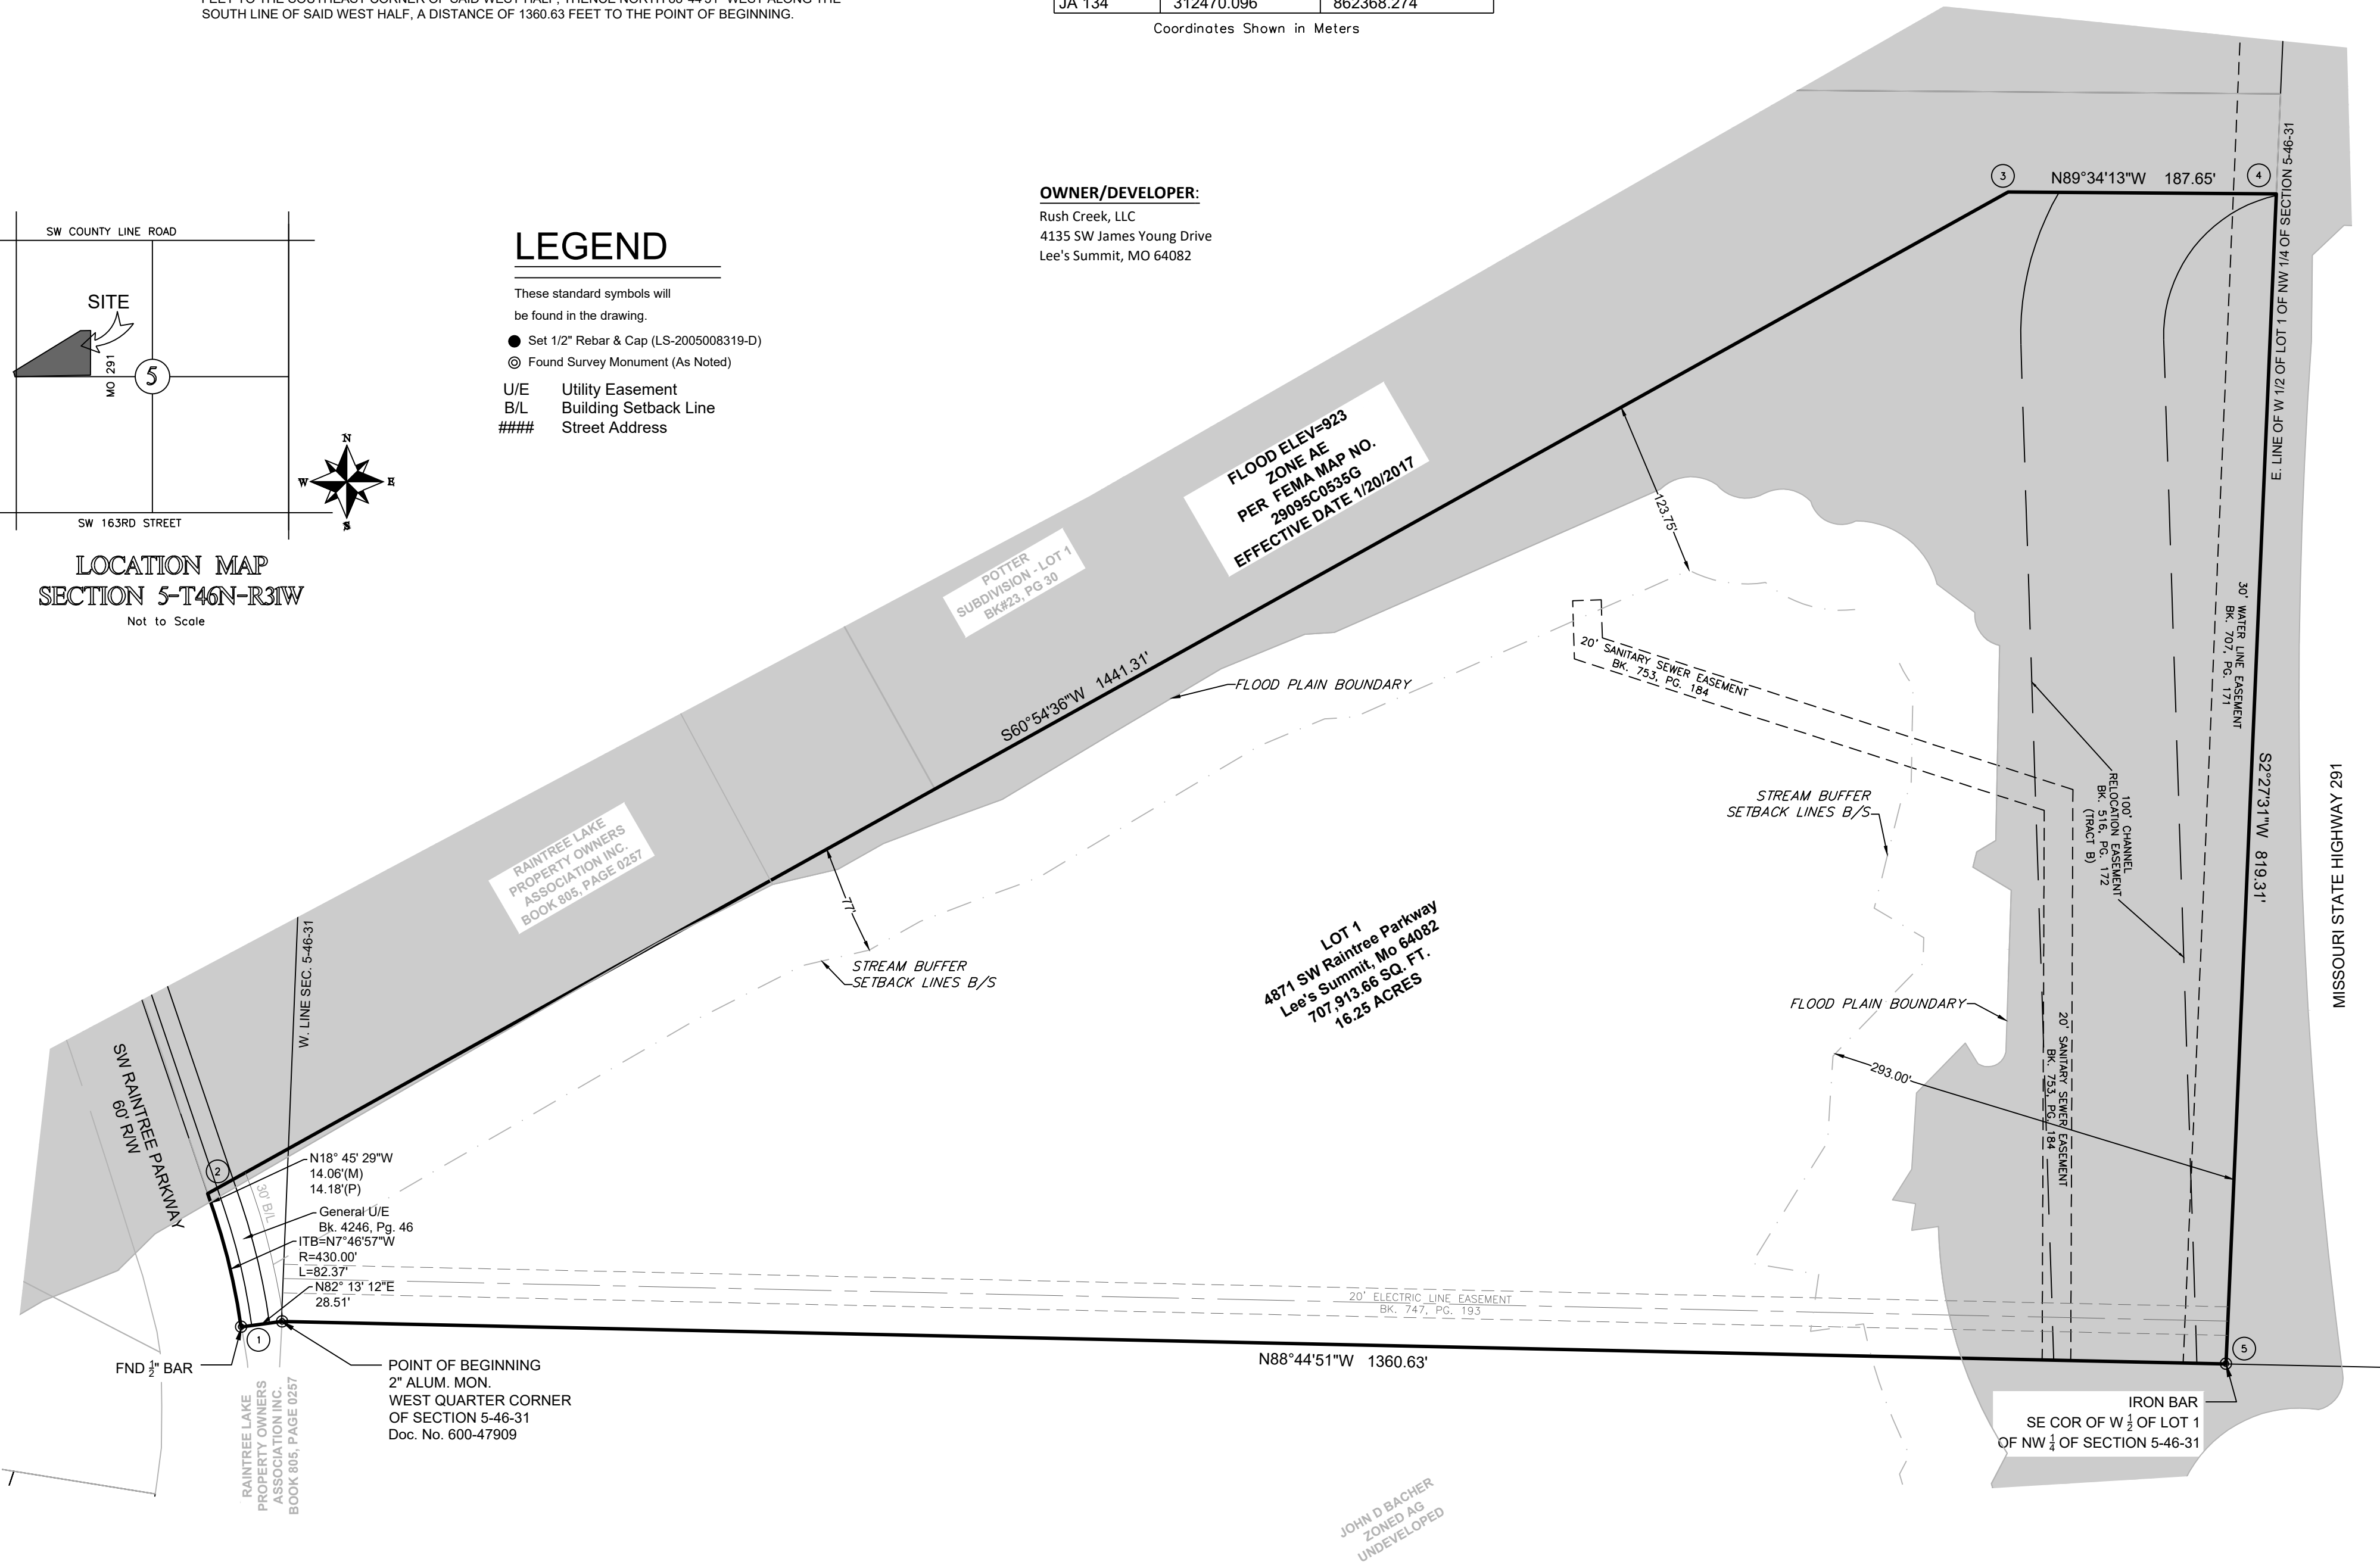 SOUTH LINE OF SAID WEST HALF, A DISTANCE OF 1360.63 FEET TO THE POINT OF BEGINNING.
JA 134 312470.096 862368.274
Coordinates Shown in Meters
OWNER/DEVELOPER:
Rush Creek, LLC
4135 SW James Young Drive
Lee's Summit, MO 64082
SW COUNTY LINE ROAD
SITE
MO 291
5
SW 163RD STREET
N
W
E
S
LOCATION MAP
SECTION 5-T46N-R31W
Not to Scale
LEGEND
These standard symbols will
be found in the drawing.
Set 1/2" Rebar & Cap (LS-2005008319-D)
Found Survey Monument (As Noted)
U/E Utility Easement
B/L Building Setback Line
#### Street Address
3
N89°34'13"W 187.65'
4
E. LINE OF W 1/2 OF LOT 1 OF NW 1/4 OF SECTION 5-46-31
FLOOD ELEV=923
ZONE AE
PER FEMA MAP NO.
29095C0535G
EFFECTIVE DATE 1/20/2017
POTTER
SUBDIVISION - LOT 1
BK#23, PG 30
123.75'
20' SANITARY SEWER EASEMENT
BK. 753, PG. 184
30' WATER LINE EASEMENT
BK. 707, PG. 171
S60°54'36"W 1441.31'
FLOOD PLAIN BOUNDARY
STREAM BUFFER
SETBACK LINES B/S
100' CHANNEL
RELOCATION EASEMENT
BK. 516, PG. 172
(TRACT B)
S2°27'31"W 819.31'
MISSOURI STATE HIGHWAY 291
RAINTREE LAKE
PROPERTY OWNERS
ASSOCIATION INC.
BOOK 805, PAGE 0257
77'
STREAM BUFFER
SETBACK LINES B/S
LOT 1
4871 SW Raintree Parkway
Lee's Summit, Mo 64082
707,913.66 SQ. FT.
16.25 ACRES
FLOOD PLAIN BOUNDARY
293.00'
20' SANITARY SEWER EASEMENT
BK. 753, PG. 184
W. LINE SEC. 5-46-31
SW RAINTREE PARKWAY
60' R/W
2
N18° 45' 29"W
14.06'(M)
14.18'(P)
30' B/L
General U/E
Bk. 4246, Pg. 46
ITB=N7°46'57"W
R=430.00'
L=82.37'
N82° 13' 12"E
28.51'
20' ELECTRIC LINE EASEMENT
BK. 747, PG. 193
1
FND 1/2" BAR
POINT OF BEGINNING
2" ALUM. MON.
WEST QUARTER CORNER
OF SECTION 5-46-31
Doc. No. 600-47909
N88°44'51"W 1360.63'
5
IRON BAR
SE COR OF W 1/2 OF LOT 1
OF NW 1/4 OF SECTION 5-46-31
RAINTREE LAKE
PROPERTY OWNERS
ASSOCIATION INC.
BOOK 805, PAGE 0257
JOHN D BACHER
ZONED AG
UNDEVELOPED